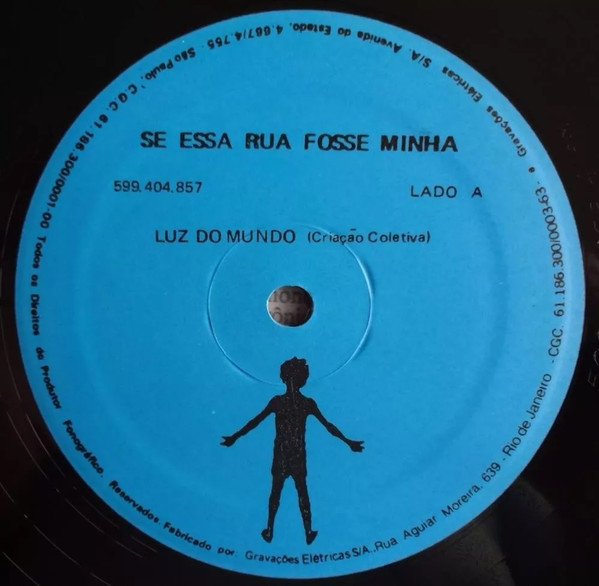 SE ESSA RUA FOSSE MINHA
599.404.857
LADO A
LUZ DO MUNDO (Criação Coletiva)
• Gravações Elétricas S/A. Avenida do Estado, 4.667/4.755. São Paulo. C.G.C. 61.186.300/0001-00 Todos os Direitos do Produtor Fonográfico. Reservados Fabricado por: Gravações Elétricas S/A., Rua Aguiar Moreira, 639 - Rio de Janeiro - CGC 61.186.300/0003-63.